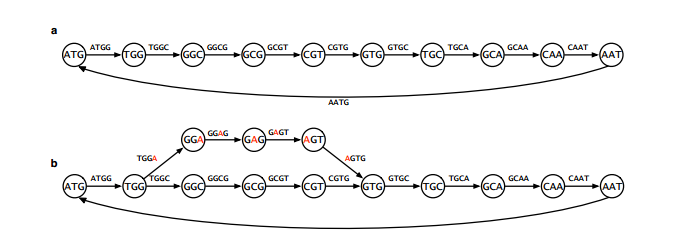 a
ATGG TGGC GGCG GCGT CGTG GTGC TGCA GCAA CAAT
ATG TGG GGC GCG CGT GTG TGC GCA CAA AAT
AATG
GGAG GAGT
GGA GAG AGT
TGGA AGTG
b
ATGG TGGC GGCG GCGT CGTG GTGC TGCA GCAA CAAT
ATG TGG GGC GCG CGT GTG TGC GCA CAA AAT